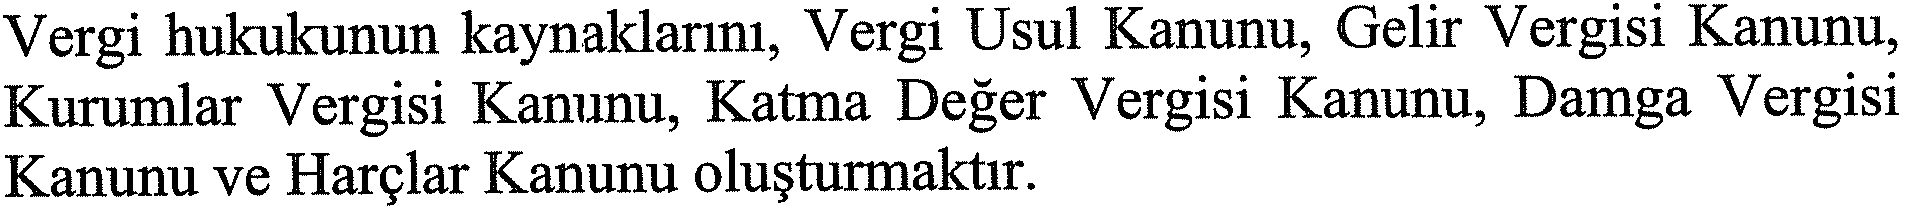 Vergi hukukunun kaynaklarını, Vergi Usul Kanunu, Gelir Vergisi Kanunu,
Kurumlar Vergisi Kanunu, Katma Değer Vergisi Kanunu, Damga Vergisi
Kanunu ve Harçlar Kanunu oluşturmaktır.